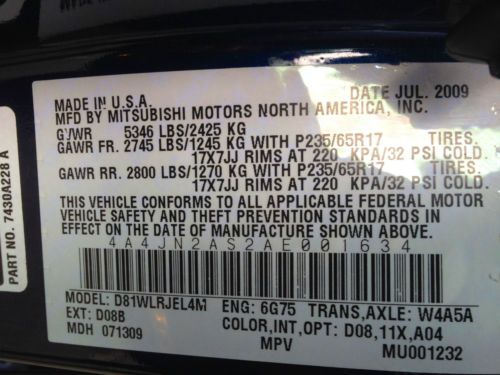 MADE IN U.S.A. DATE JUL. 2009
MFD BY MITSUBISHI MOTORS NORTH AMERICA, INC.
GVWR 5346 LBS/2425 KG
GAWR FR. 2745 LBS/1245 KG WITH P235/65R17 TIRES.
17X7JJ RIMS AT 220 KPA/32 PSI COLD.
GAWR RR. 2800 LBS/1270 KG WITH P235/65R17 TIRES.
17X7JJ RIMS AT 220 KPA/32 PSI COLD.
THIS VEHICLE CONFORMS TO ALL APPLICABLE FEDERAL MOTOR
VEHICLE SAFETY AND THEFT PREVENTION STANDARDS IN
EFFECT ON THE DATE OF MANUFACTURE SHOWN ABOVE.
4A4JN2AS2AE001634
MODEL: D81WLRJEL4M ENG: 6G75 TRANS,AXLE: W4A5A
EXT: D08B COLOR,INT,OPT: D08,11X,A04
MDH 071309 MPV MU001232
PART NO. 7430A228 A